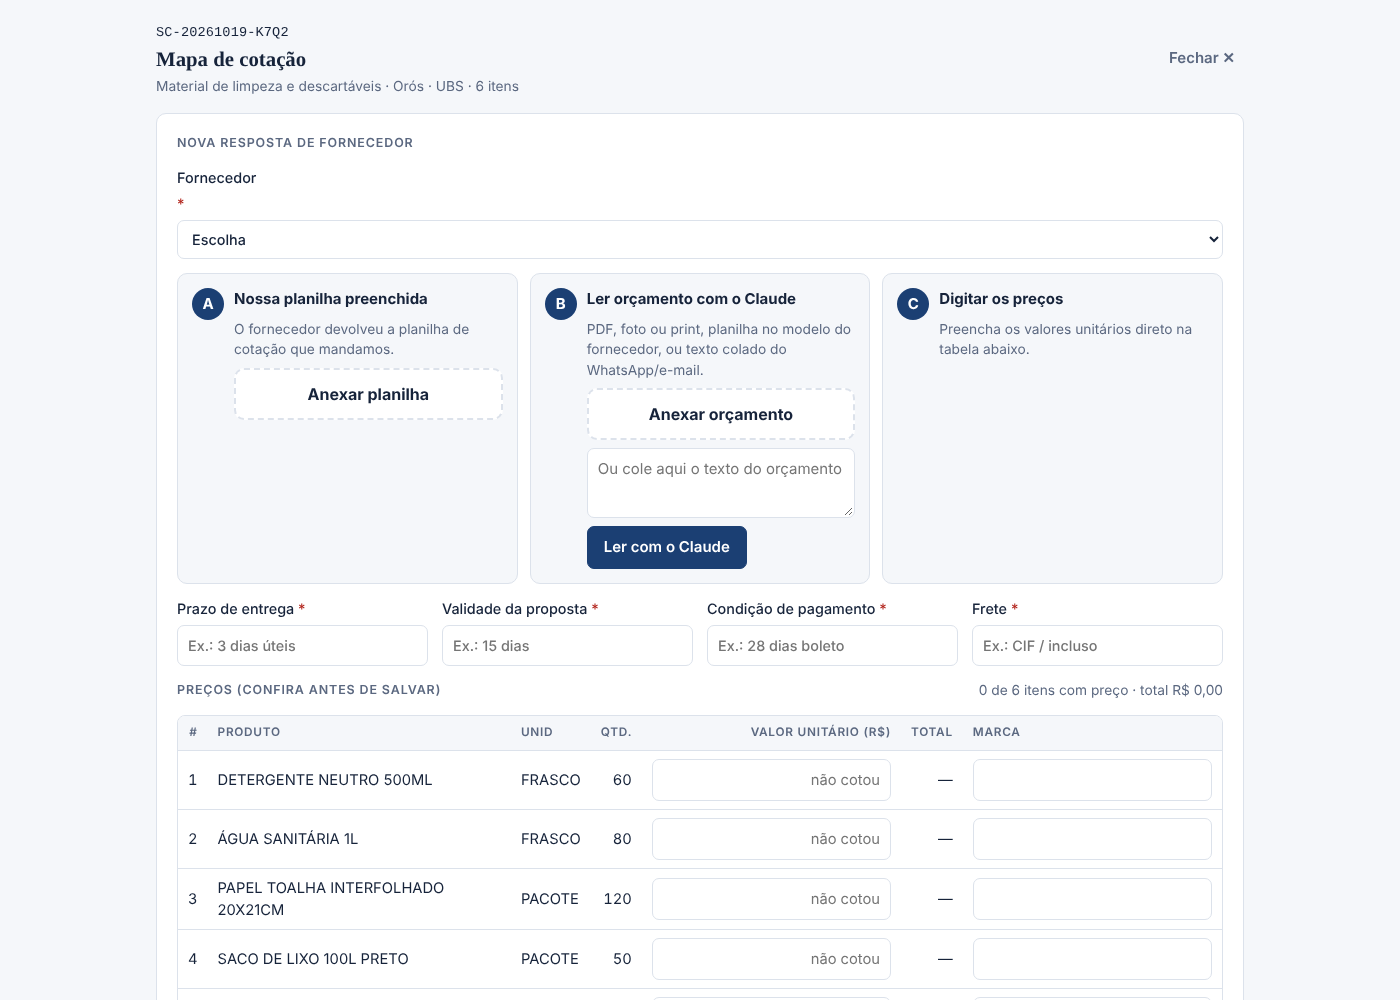 SC-20261019-K7Q2
Mapa de cotação
Fechar ✕
Material de limpeza e descartáveis · Orós · UBS · 6 itens
NOVA RESPOSTA DE FORNECEDOR
Fornecedor
*
Escolha
A
Nossa planilha preenchida
O fornecedor devolveu a planilha de
cotação que mandamos.
Anexar planilha
B
Ler orçamento com o Claude
PDF, foto ou print, planilha no modelo do
fornecedor, ou texto colado do
WhatsApp/e-mail.
Anexar orçamento
Ou cole aqui o texto do orçamento
Ler com o Claude
C
Digitar os preços
Preencha os valores unitários direto na
tabela abaixo.
Prazo de entrega * Validade da proposta * Condição de pagamento * Frete *
Ex.: 3 dias úteis Ex.: 15 dias Ex.: 28 dias boleto Ex.: CIF / incluso
PREÇOS (CONFIRA ANTES DE SALVAR) 0 de 6 itens com preço · total R$ 0,00
# PRODUTO UNID QTD. VALOR UNITÁRIO (R$) TOTAL MARCA
1 DETERGENTE NEUTRO 500ML FRASCO 60 não cotou —
2 ÁGUA SANITÁRIA 1L FRASCO 80 não cotou —
3 PAPEL TOALHA INTERFOLHADO
20X21CM PACOTE 120 não cotou —
4 SACO DE LIXO 100L PRETO PACOTE 50 não cotou —